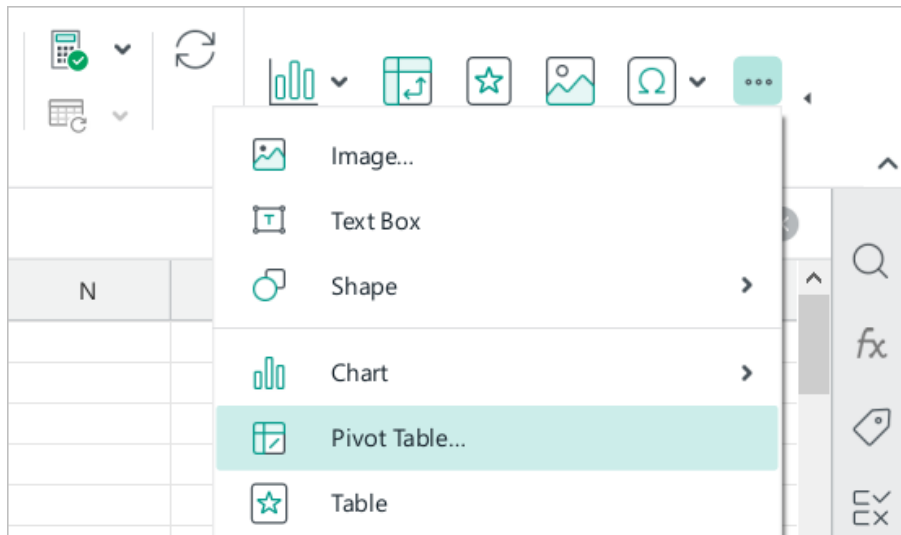 Image...
Text Box
N
Shape
Chart
fx
Pivot Table...
Table